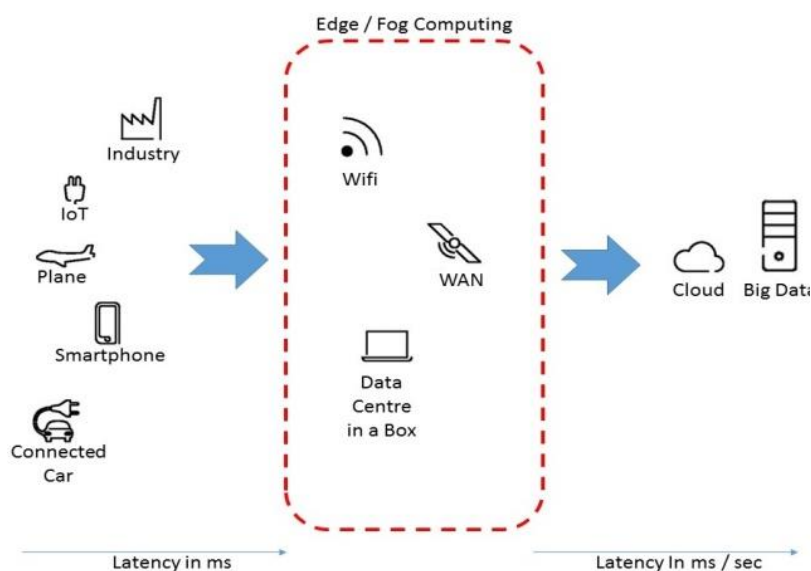 Edge / Fog Computing
Industry
IoT
Plane
Smartphone
Connected
Car
Wifi
WAN
Data
Centre
in a Box
Cloud
Big Data
Latency in ms
Latency In ms / sec